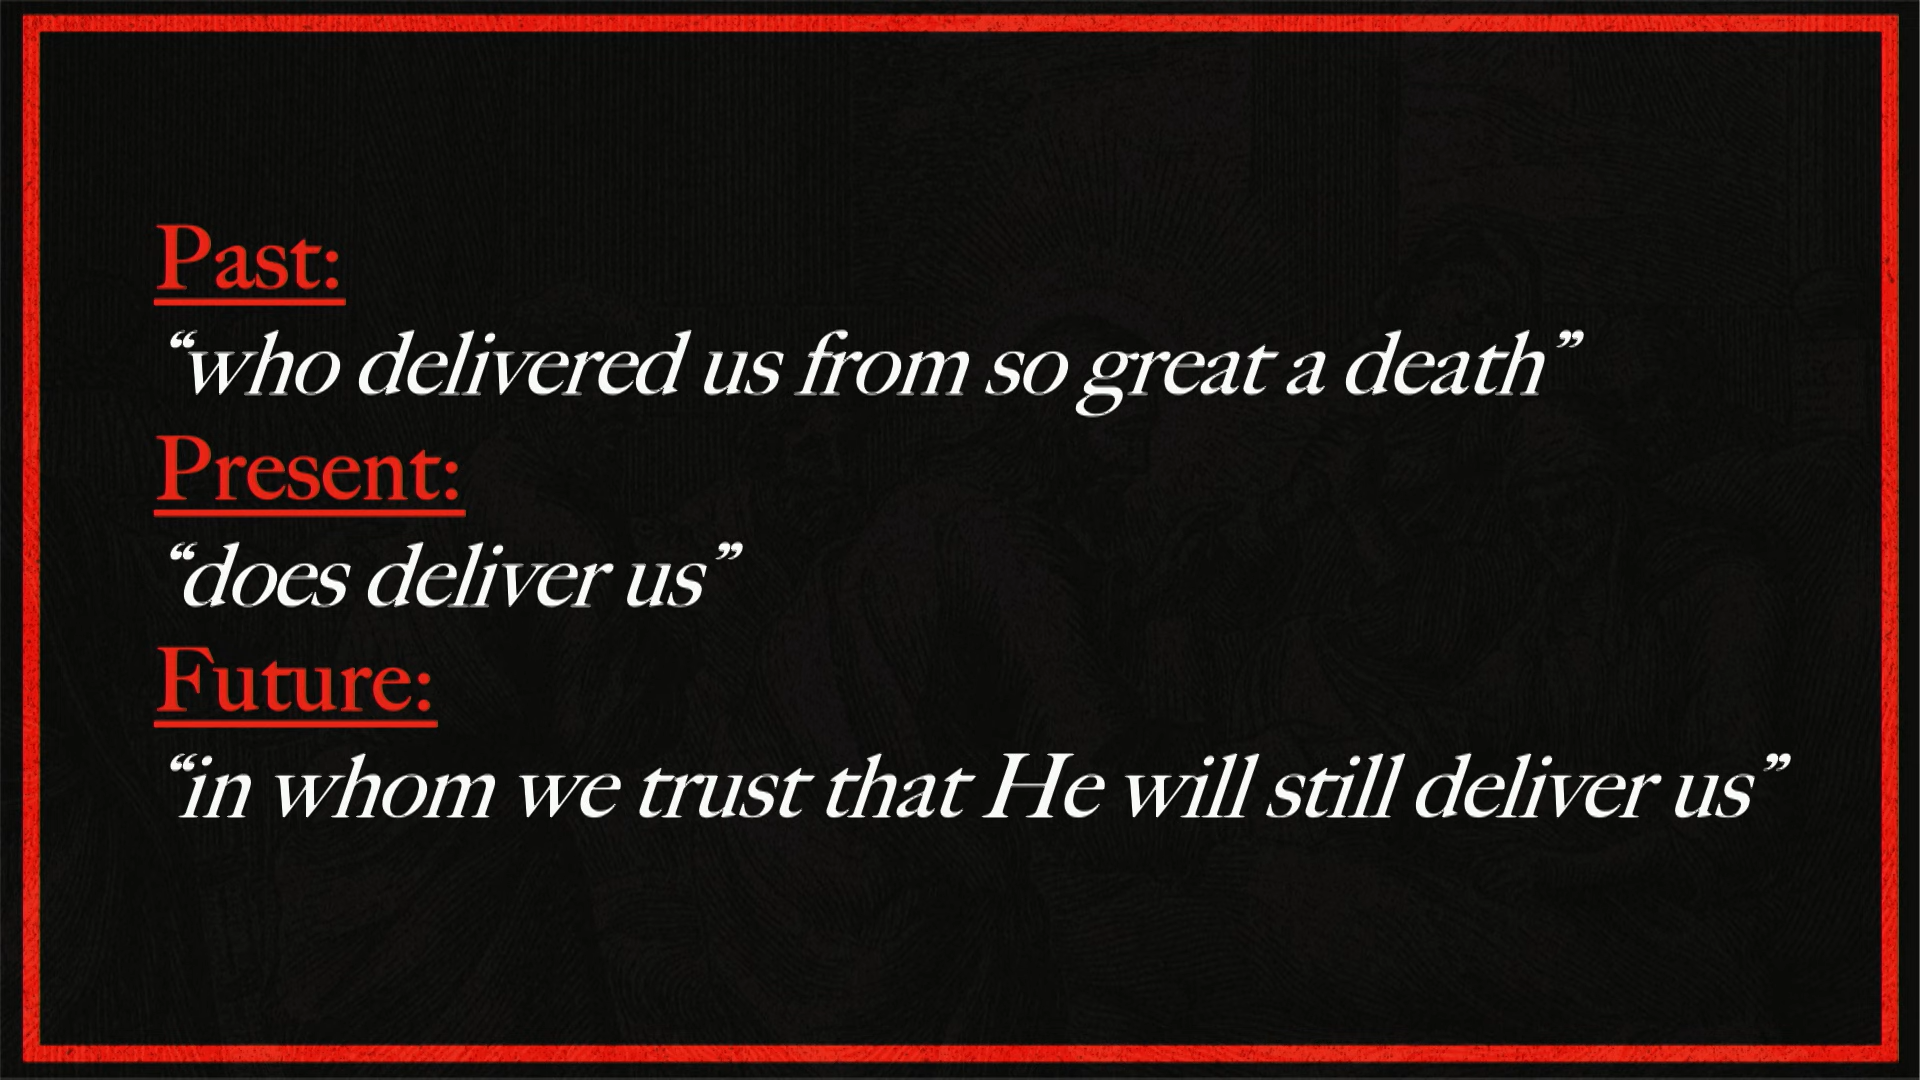 Past:
“who delivered us from so great a death”
Present:
“does deliver us”
Future:
“in whom we trust that He will still deliver us”